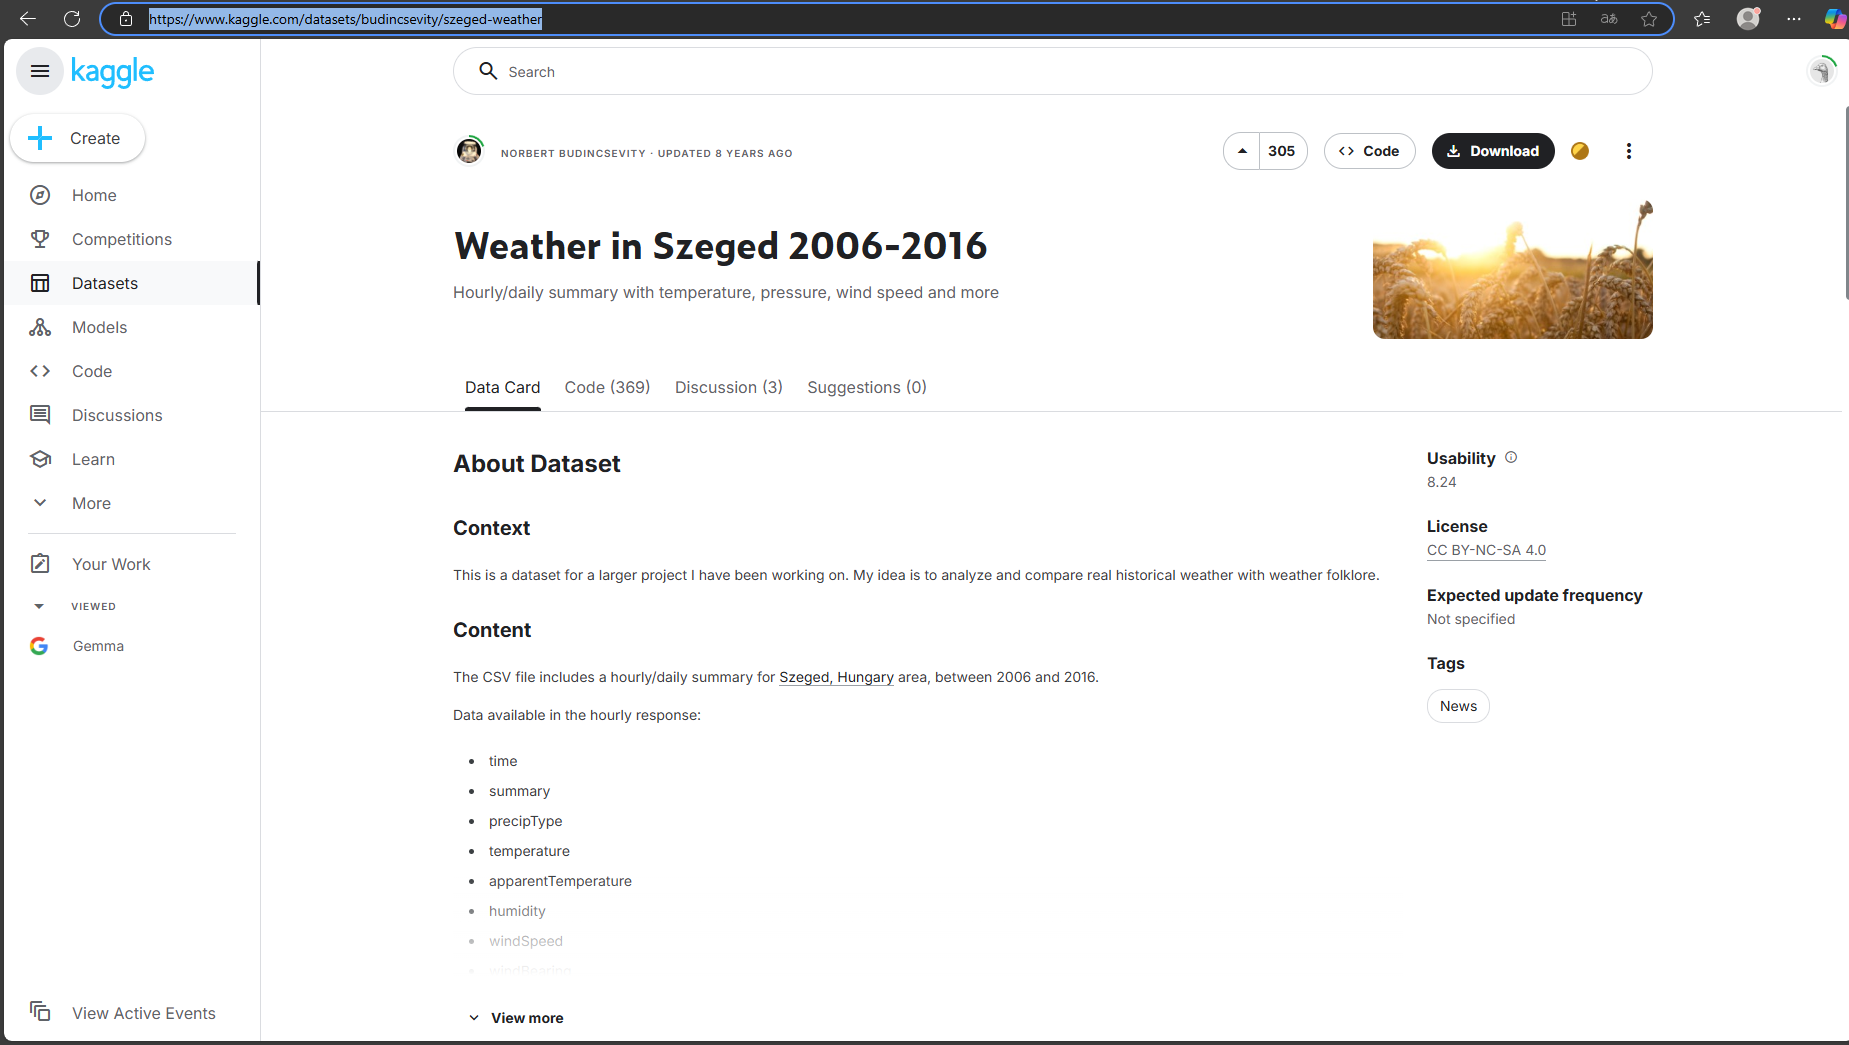 https://www.kaggle.com/datasets/budincsevity/szeged-weather
kaggle
Search
Create
Home
Competitions
Datasets
Models
Code
Discussions
Learn
More
Your Work
VIEWED
Gemma
View Active Events
NORBERT BUDINCSEVITY · UPDATED 8 YEARS AGO
305
Code
Download
Weather in Szeged 2006-2016
Hourly/daily summary with temperature, pressure, wind speed and more
Data Card
Code (369)
Discussion (3)
Suggestions (0)
About Dataset
Context
This is a dataset for a larger project I have been working on. My idea is to analyze and compare real historical weather with weather folklore.
Content
The CSV file includes a hourly/daily summary for Szeged, Hungary area, between 2006 and 2016.
Data available in the hourly response:
time
summary
precipType
temperature
apparentTemperature
humidity
windSpeed
windBearing
View more
Usability
8.24
License
CC BY-NC-SA 4.0
Expected update frequency
Not specified
Tags
News